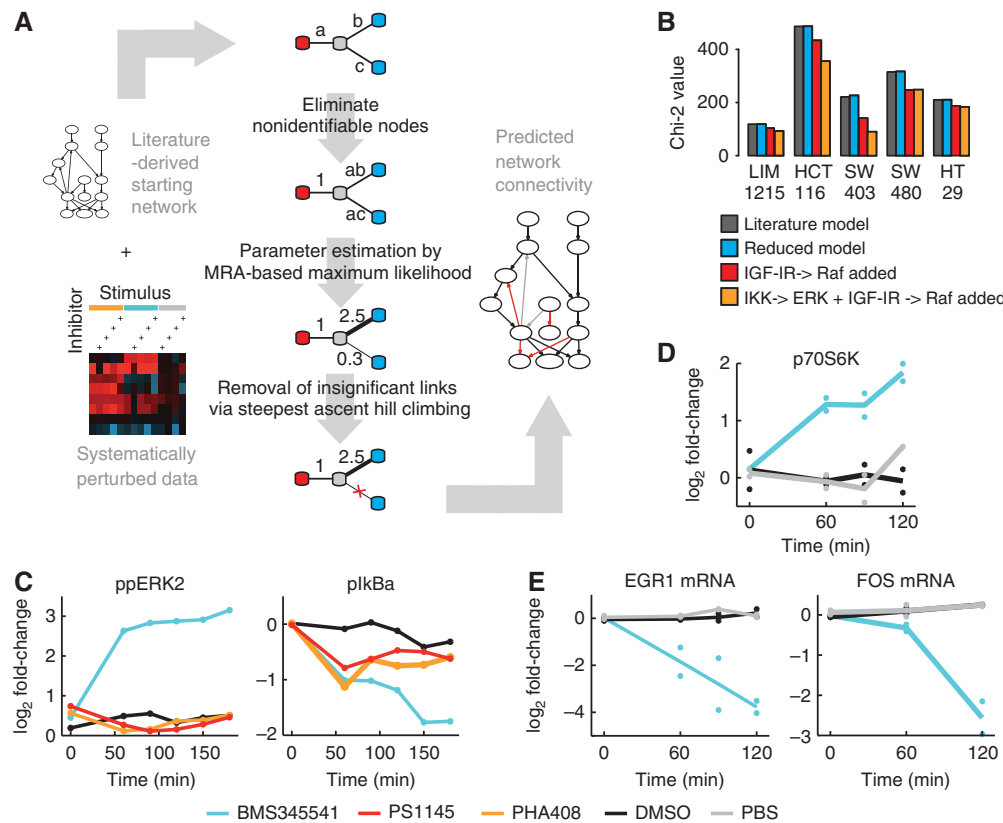 A
a
b
c
Eliminate
nonidentifiable nodes
Literature
-derived
starting
network
+
1
ab
ac
Parameter estimation by
MRA-based maximum likelihood
Stimulus
Inhibitor
+ + +
+ + +
+ + +
+ + +
1
2.5
0.3
Removal of insignificant links
via steepest ascent hill climbing
Systematically
perturbed data
1
2.5
Predicted
network
connectivity
B
Chi-2 value
400
200
0
LIM
1215
HCT
116
SW
403
SW
480
HT
29
Literature model
Reduced model
IGF-IR-> Raf added
IKK-> ERK + IGF-IR -> Raf added
D
p70S6K
log2 fold-change
2
1
0
0
60
90
120
Time (min)
C
ppERK2
log2 fold-change
3
2
1
0
0
50
100
150
Time (min)
pIkBa
0
−1
−2
0
50
100
150
Time (min)
E
EGR1 mRNA
log2 fold-change
0
−2
−4
0
60
90
120
Time (min)
FOS mRNA
0
−1
−2
−3
0
60
90
120
Time (min)
BMS345541
PS1145
PHA408
DMSO
PBS